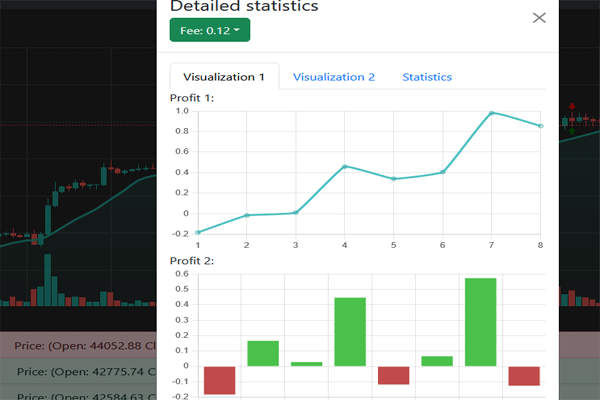 Detailed statistics
Fee: 0.12
Visualization 1
Visualization 2
Statistics
Profit 1:
1.0
0.8
0.6
0.4
0.2
0
-0.2
1 2 3 4 5 6 7 8
Profit 2:
0.6
0.5
0.4
0.3
0.2
0.1
0
-0.1
-0.2
Price: (Open: 44052.88 Cl
Price: (Open: 42775.74 C
Price: (Open: 42584.63 C